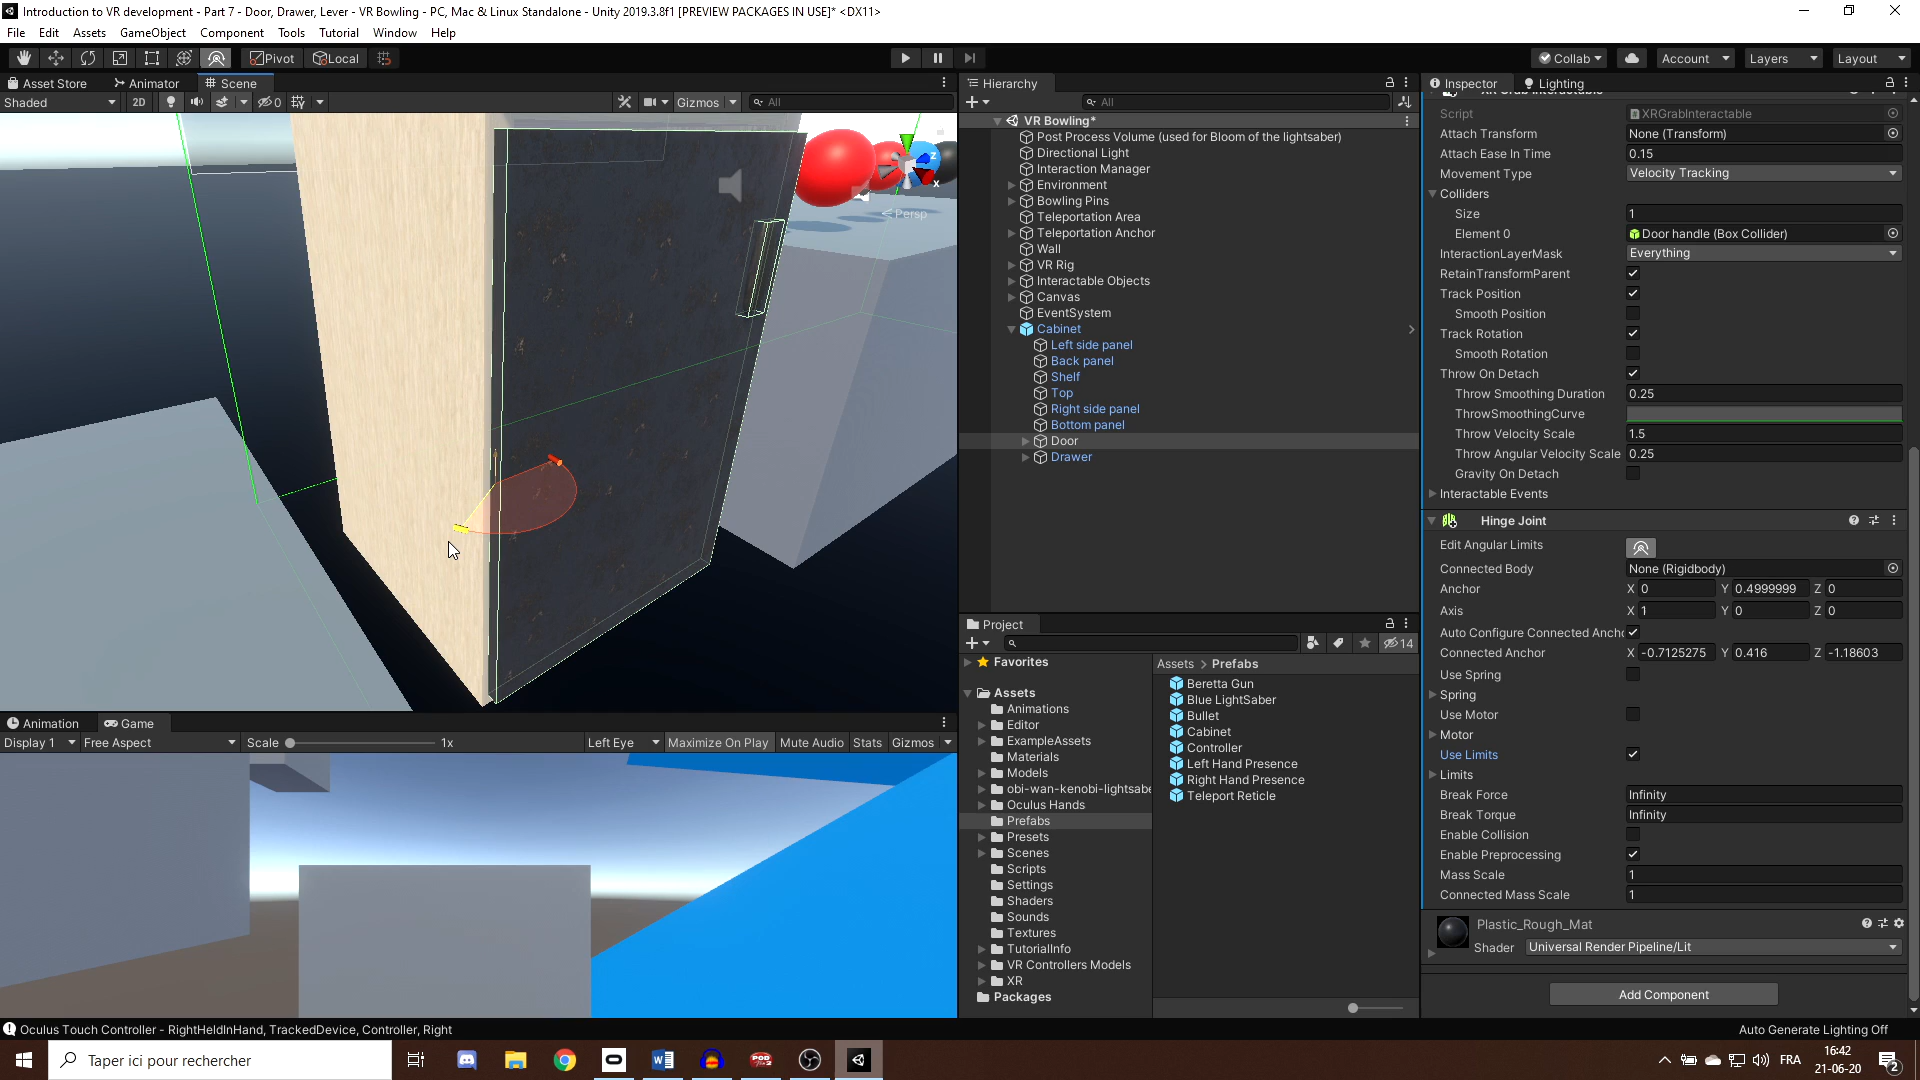 Introduction to VR development - Part 7 - Door, Drawer, Lever - VR Bowling - PC, Mac & Linux Standalone - Unity 2019.3.8f1 [PREVIEW PACKAGES IN USE]* <DX11>
File Edit Assets GameObject Component Tools Tutorial Window Help
Pivot Local Collab Account Layers Layout
Asset Store Animator Scene
Shaded 2D 0 Gizmos All
z
x
Persp
Animation Game
Display 1 Free Aspect Scale 1x Left Eye Maximize On Play Mute Audio Stats Gizmos
Hierarchy
All
VR Bowling*
Post Process Volume (used for Bloom of the lightsaber)
Directional Light
Interaction Manager
Environment
Bowling Pins
Teleportation Area
Teleportation Anchor
Wall
VR Rig
Interactable Objects
Canvas
EventSystem
Cabinet
Left side panel
Back panel
Shelf
Top
Right side panel
Bottom panel
Door
Drawer
Project
14
Favorites
Assets
Animations
Editor
ExampleAssets
Materials
Models
obi-wan-kenobi-lightsabe
Oculus Hands
Prefabs
Presets
Scenes
Scripts
Settings
Shaders
Sounds
Textures
TutorialInfo
VR Controllers Models
XR
Packages
Assets > Prefabs
Beretta Gun
Blue LightSaber
Bullet
Cabinet
Controller
Left Hand Presence
Right Hand Presence
Teleport Reticle
Inspector Lighting
Script XRGrabInteractable
Attach Transform None (Transform)
Attach Ease In Time 0.15
Movement Type Velocity Tracking
Colliders
Size 1
Element 0 Door handle (Box Collider)
InteractionLayerMask Everything
RetainTransformParent
Track Position
Smooth Position
Track Rotation
Smooth Rotation
Throw On Detach
Throw Smoothing Duration 0.25
ThrowSmoothingCurve
Throw Velocity Scale 1.5
Throw Angular Velocity Scale 0.25
Gravity On Detach
Interactable Events
Hinge Joint
Edit Angular Limits
Connected Body None (Rigidbody)
Anchor X 0 Y 0.4999999 Z 0
Axis X 1 Y 0 Z 0
Auto Configure Connected Ancho
Connected Anchor X -0.7125275 Y 0.416 Z -1.18603
Use Spring
Spring
Use Motor
Motor
Use Limits
Limits
Break Force Infinity
Break Torque Infinity
Enable Collision
Enable Preprocessing
Mass Scale 1
Connected Mass Scale 1
Plastic_Rough_Mat
Shader Universal Render Pipeline/Lit
Add Component
Oculus Touch Controller - RightHeldInHand, TrackedDevice, Controller, Right
Auto Generate Lighting Off
Taper ici pour rechercher
FRA
16:42
21-06-20
2